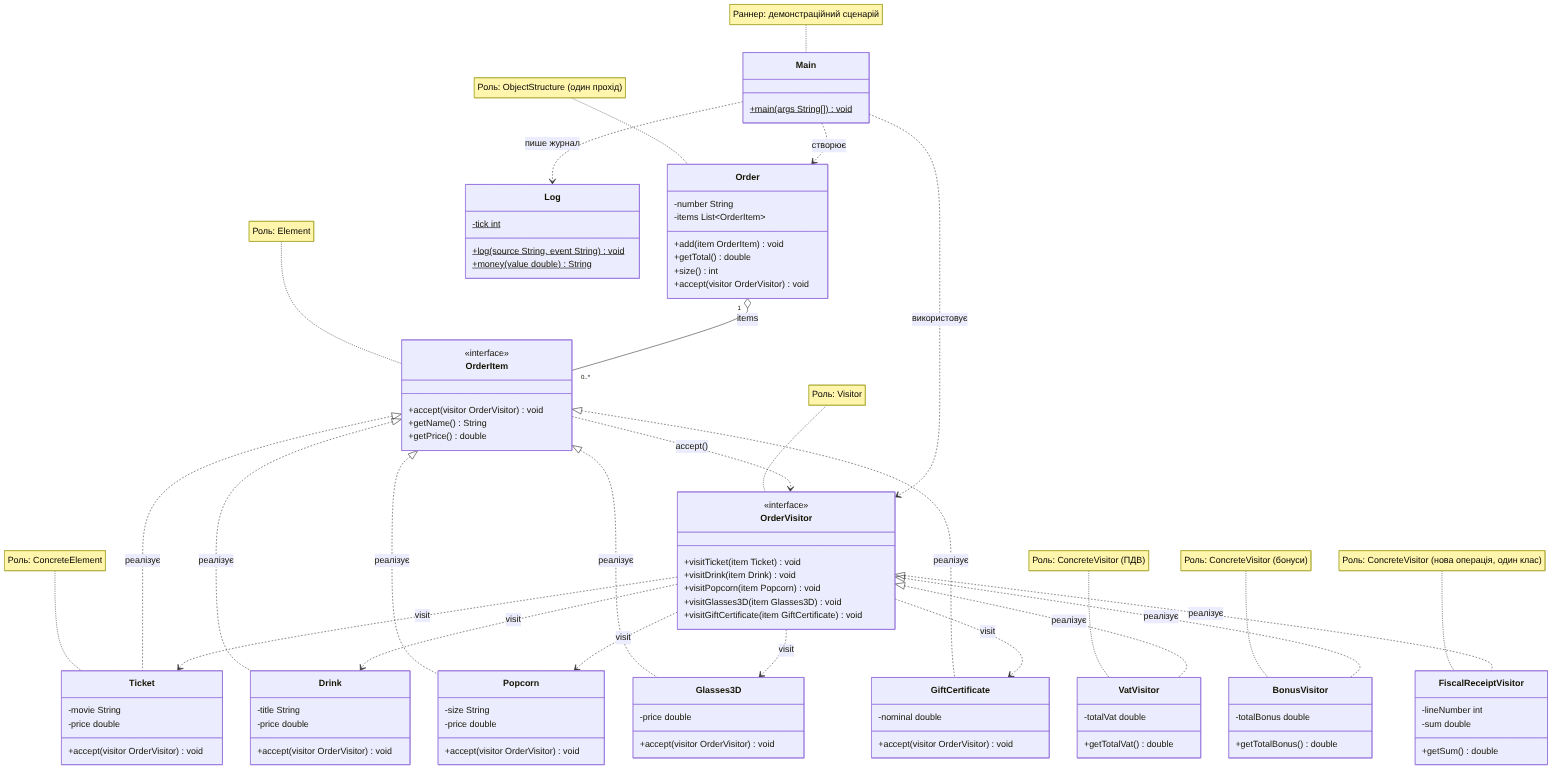 Раннер: демонстраційний сценарій
Main
+main(args String[]) : void
Роль: ObjectStructure (один прохід)
пише журнал
створює
використовує
Log
-tick int
+log(source String, event String) : void
+money(value double) : String
Order
-number String
-items List<OrderItem>
+add(item OrderItem) : void
+getTotal() : double
+size() : int
+accept(visitor OrderVisitor) : void
1
items
0..*
Роль: Element
«interface»
OrderItem
+accept(visitor OrderVisitor) : void
+getName() : String
+getPrice() : double
accept()
Роль: Visitor
«interface»
OrderVisitor
+visitTicket(item Ticket) : void
+visitDrink(item Drink) : void
+visitPopcorn(item Popcorn) : void
+visitGlasses3D(item Glasses3D) : void
+visitGiftCertificate(item GiftCertificate) : void
реалізує
реалізує
реалізує
реалізує
реалізує
Роль: ConcreteElement
Роль: ConcreteVisitor (ПДВ)
Роль: ConcreteVisitor (бонуси)
Роль: ConcreteVisitor (нова операція, один клас)
visit
visit
visit
visit
visit
реалізує
реалізує
реалізує
Ticket
-movie String
-price double
+accept(visitor OrderVisitor) : void
Drink
-title String
-price double
+accept(visitor OrderVisitor) : void
Popcorn
-size String
-price double
+accept(visitor OrderVisitor) : void
Glasses3D
-price double
+accept(visitor OrderVisitor) : void
GiftCertificate
-nominal double
+accept(visitor OrderVisitor) : void
VatVisitor
-totalVat double
+getTotalVat() : double
BonusVisitor
-totalBonus double
+getTotalBonus() : double
FiscalReceiptVisitor
-lineNumber int
-sum double
+getSum() : double